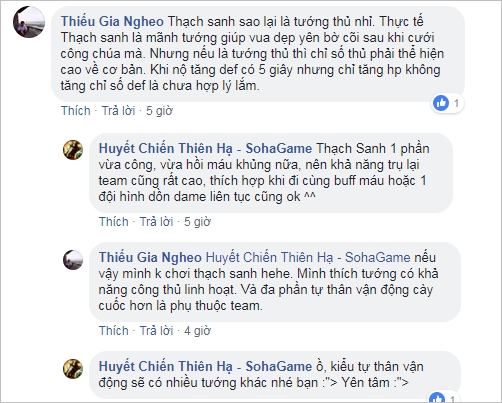 Thiếu Gia Ngheo Thạch sanh sao lại là tướng thủ nhỉ. Thực tế
Thạch sanh là mãnh tướng giúp vua dẹp yên bờ cõi sau khi cưới
công chúa mà. Nhưng nếu là tướng thủ thì chỉ số thủ phải thể hiện
cao về cơ bản. Khi nộ tăng def có 5 giây nhưng chỉ tăng hp không
tăng chỉ số def là chưa hợp lý lắm.
1
Thích · Trả lời · 5 giờ
Huyết Chiến Thiên Hạ - SohaGame Thạch Sanh 1 phần
vừa công, vừa hồi máu khủng nữa, nên khả năng trụ lại
team cũng rất cao, thích hợp khi đi cùng buff máu hoặc 1
đội hình dồn dame liên tục cũng ok ^^
Thích · Trả lời · 5 giờ
Thiếu Gia Ngheo Huyết Chiến Thiên Hạ - SohaGame nếu
vậy mình k chơi thạch sanh hehe. Mình thích tướng có khả
năng công thủ linh hoạt. Và đa phần tự thân vận động cày
cuốc hơn là phụ thuộc team.
Thích · Trả lời · 4 giờ
Huyết Chiến Thiên Hạ - SohaGame ồ, kiểu tự thân vận
động sẽ có nhiều tướng khác nhé bạn :"> Yên tâm :">
1